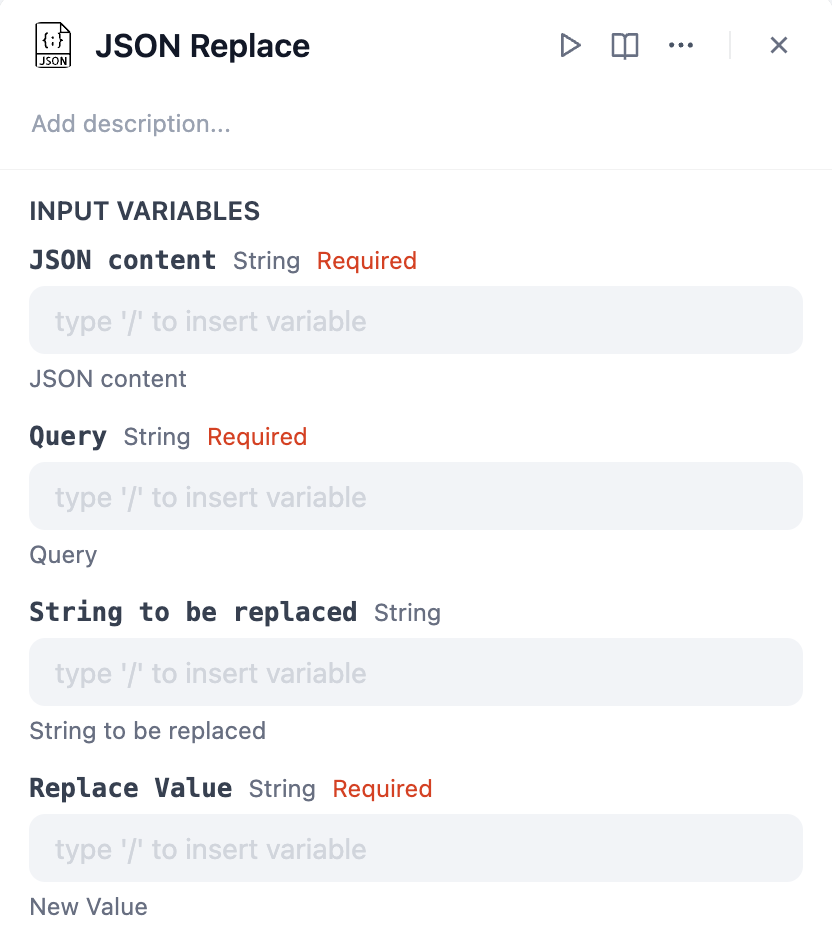 {;}
JSON
JSON Replace
Add description...
INPUT VARIABLES
JSON content String Required
type '/' to insert variable
JSON content
Query String Required
type '/' to insert variable
Query
String to be replaced String
type '/' to insert variable
String to be replaced
Replace Value String Required
type '/' to insert variable
New Value